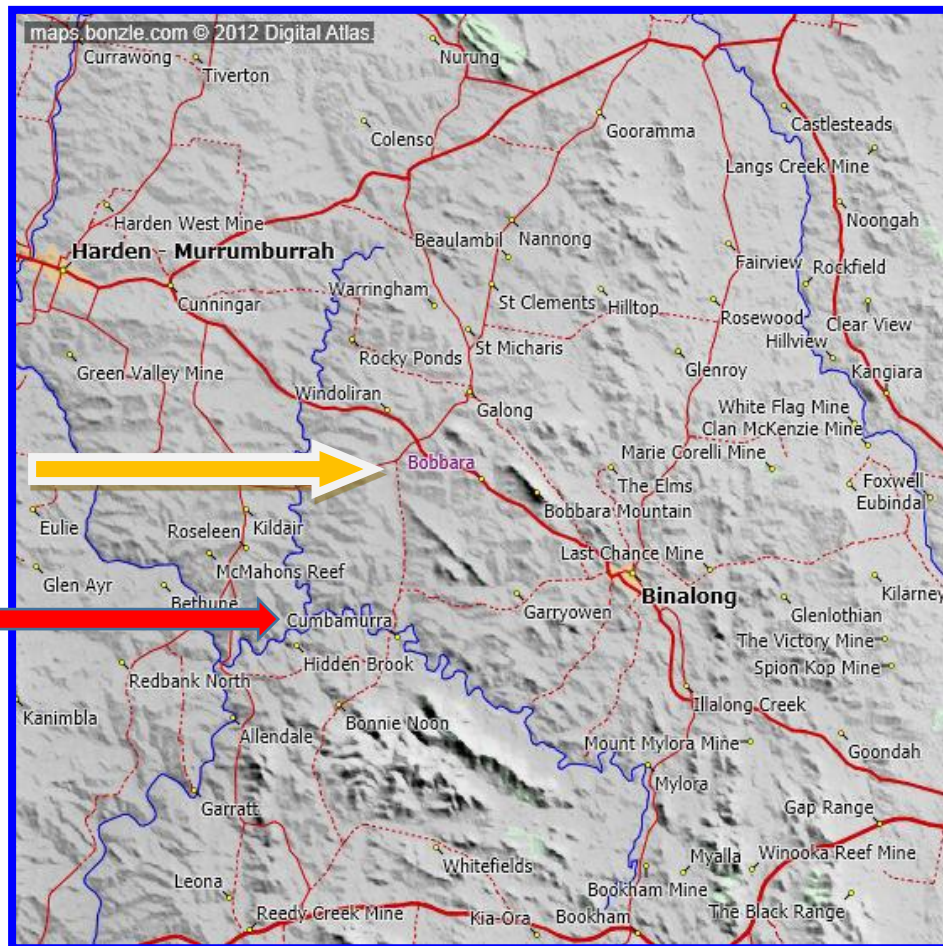 maps.bonzle.com © 2012 Digital Atlas.
Currawong
Tiverton
Nurung
Colenso
Gooramma
Castlesteads
Langs Creek Mine
Harden West Mine
Noongah
Harden - Murrumburrah
Beaulambil
Nannong
Fairview
Rockfield
Cunningar
Warringham
St Clements
Hilltop
Rosewood
Clear View
Hillview
Rocky Ponds
St Micharis
Green Valley Mine
Glenroy
Kangiara
Windoliran
Galong
White Flag Mine
Clan McKenzie Mine
Bobbara
Marie Corelli Mine
The Elms
Foxwell
Eubinda
Bobbara Mountain
Eulie
Roseleen
Kildair
Last Chance Mine
McMahons Reef
Glen Ayr
Bethune
Binalong
Kilarney
Garryowen
Glenlothian
Cumbamurra
The Victory Mine
Hidden Brook
Spion Kop Mine
Redbank North
Illalong Creek
Kanimbla
Bonnie Noon
Allendale
Mount Mylora Mine
Goondah
Mylora
Garratt
Gap Range
Whitefields
Myalla
Winooka Reef Mine
Leona
Bookham Mine
The Black Range
Reedy Creek Mine
Kia-Ora
Bookham